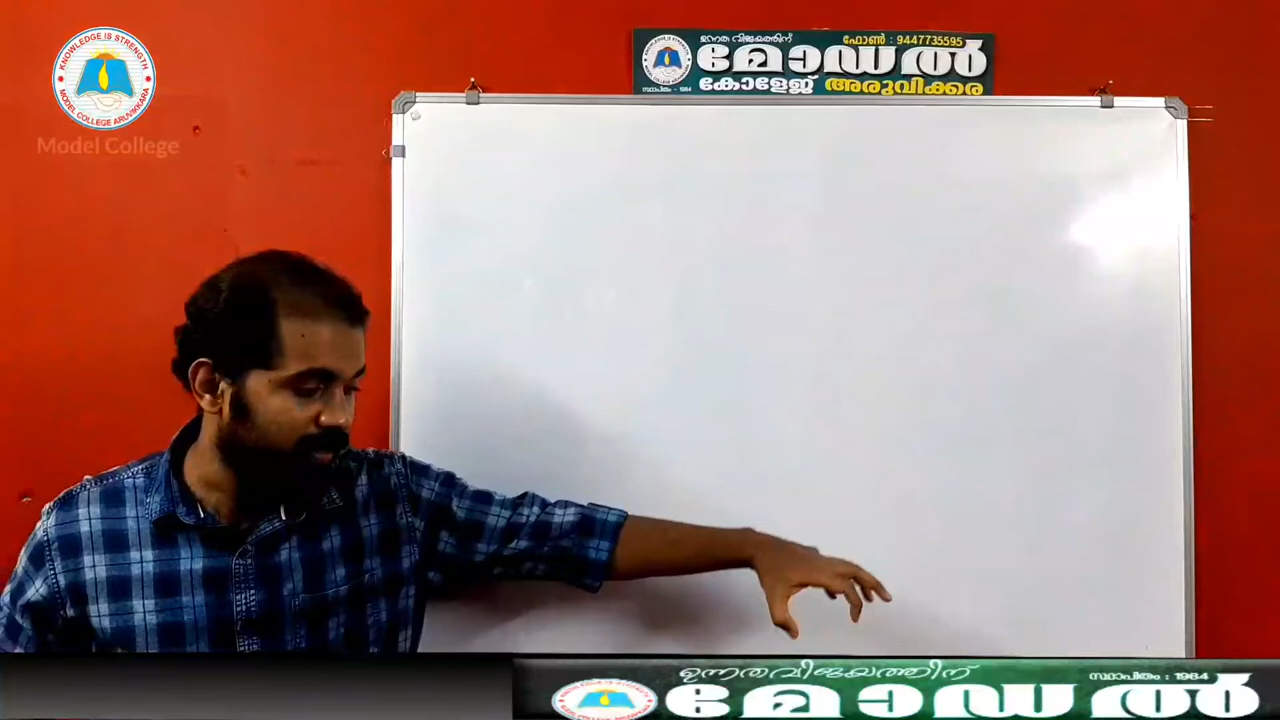 KNOWLEDGE IS STRENGTH
MODEL COLLEGE ARUVIKKARA
Model College
ഉന്നത വിജയത്തിന്
ഫോൺ : 9447735595
മോഡൽ
കോളേജ് അരുവിക്കര
സ്ഥാപിതം - 1984
ഉന്നതവിജയത്തിന്
സ്ഥാപിതം : 1984
മോഡൽ